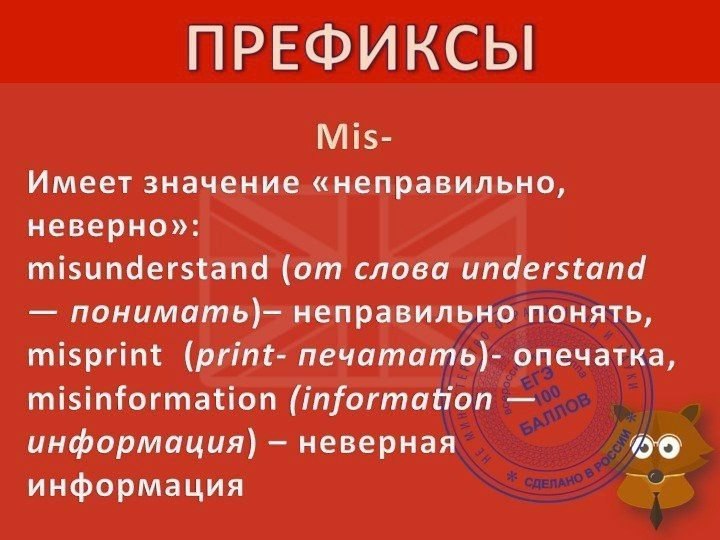 ПРЕФИКСЫ
Mis-
Имеет значение «неправильно,
неверно»:
misunderstand (от слова understand
— понимать)– неправильно понять,
misprint (print- печатать)- опечатка,
misinformation (information —
информация) – неверная
информация
ЕГЭ
100
БАЛЛОВ
СДЕЛАНО В РОССИИ